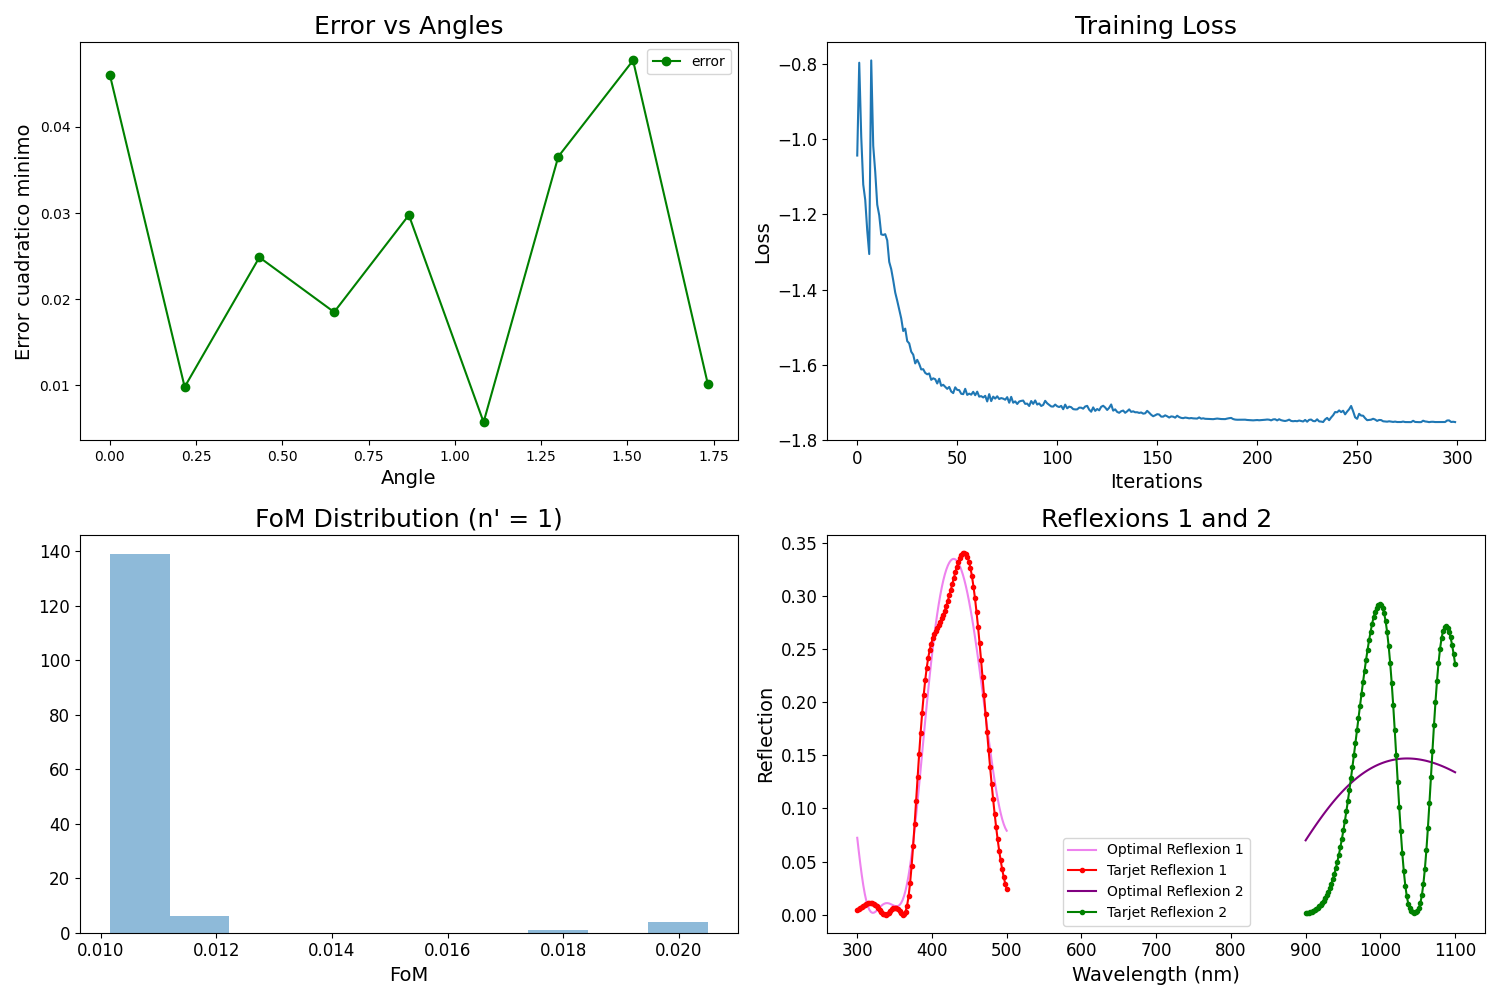 Error vs Angles
Error cuadratico minimo
0.04
0.03
0.02
0.01
error
0.00 0.25 0.50 0.75 1.00 1.25 1.50 1.75
Angle
Training Loss
Loss
−0.8
−1.0
−1.2
−1.4
−1.6
−1.8
0 50 100 150 200 250 300
Iterations
FoM Distribution (n' = 1)
140
120
100
80
60
40
20
0
0.010 0.012 0.014 0.016 0.018 0.020
FoM
Reflexions 1 and 2
Reflection
0.35
0.30
0.25
0.20
0.15
0.10
0.05
0.00
Optimal Reflexion 1
Tarjet Reflexion 1
Optimal Reflexion 2
Tarjet Reflexion 2
300 400 500 600 700 800 900 1000 1100
Wavelength (nm)